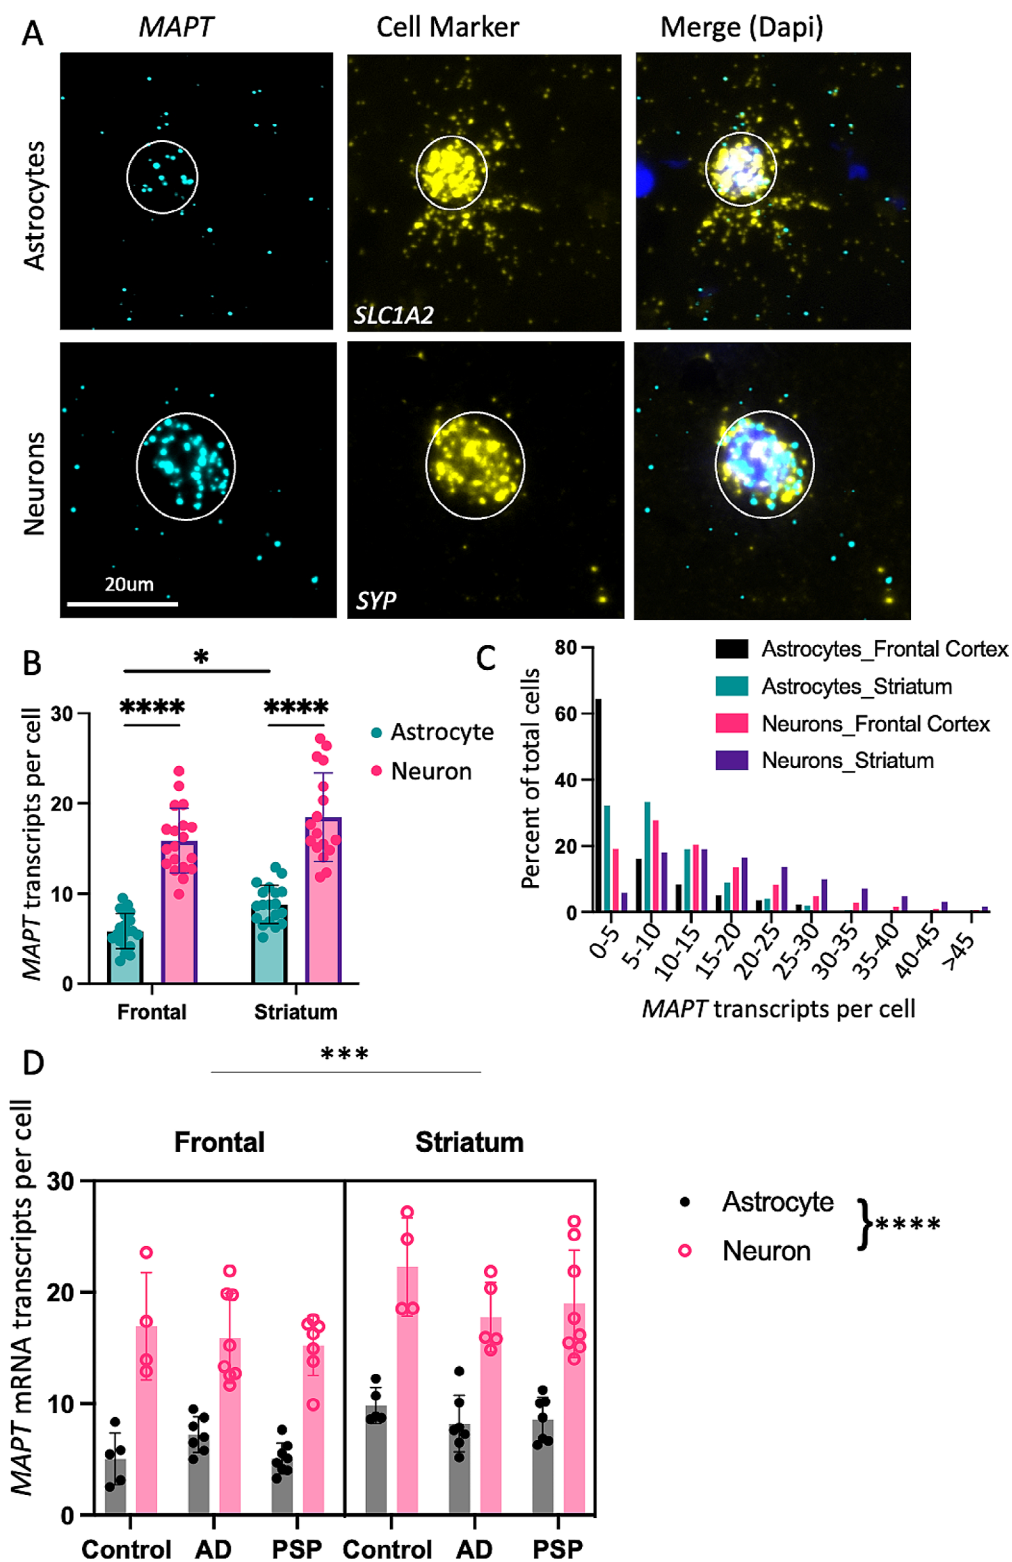 A
MAPT
Cell Marker
Merge (Dapi)
Astrocytes
SLC1A2
Neurons
20um
SYP
B
MAPT transcripts per cell
*
****
****
30
20
10
0
Frontal
Striatum
Astrocyte
Neuron
C
Percent of total cells
80
60
40
20
0
Astrocytes_Frontal Cortex
Astrocytes_Striatum
Neurons_Frontal Cortex
Neurons_Striatum
0-5
5-10
10-15
15-20
20-25
25-30
30-35
35-40
40-45
>45
MAPT transcripts per cell
D
***
MAPT mRNA transcripts per cell
Frontal
Striatum
30
20
10
0
Control
AD
PSP
Control
AD
PSP
Astrocyte
Neuron
}****